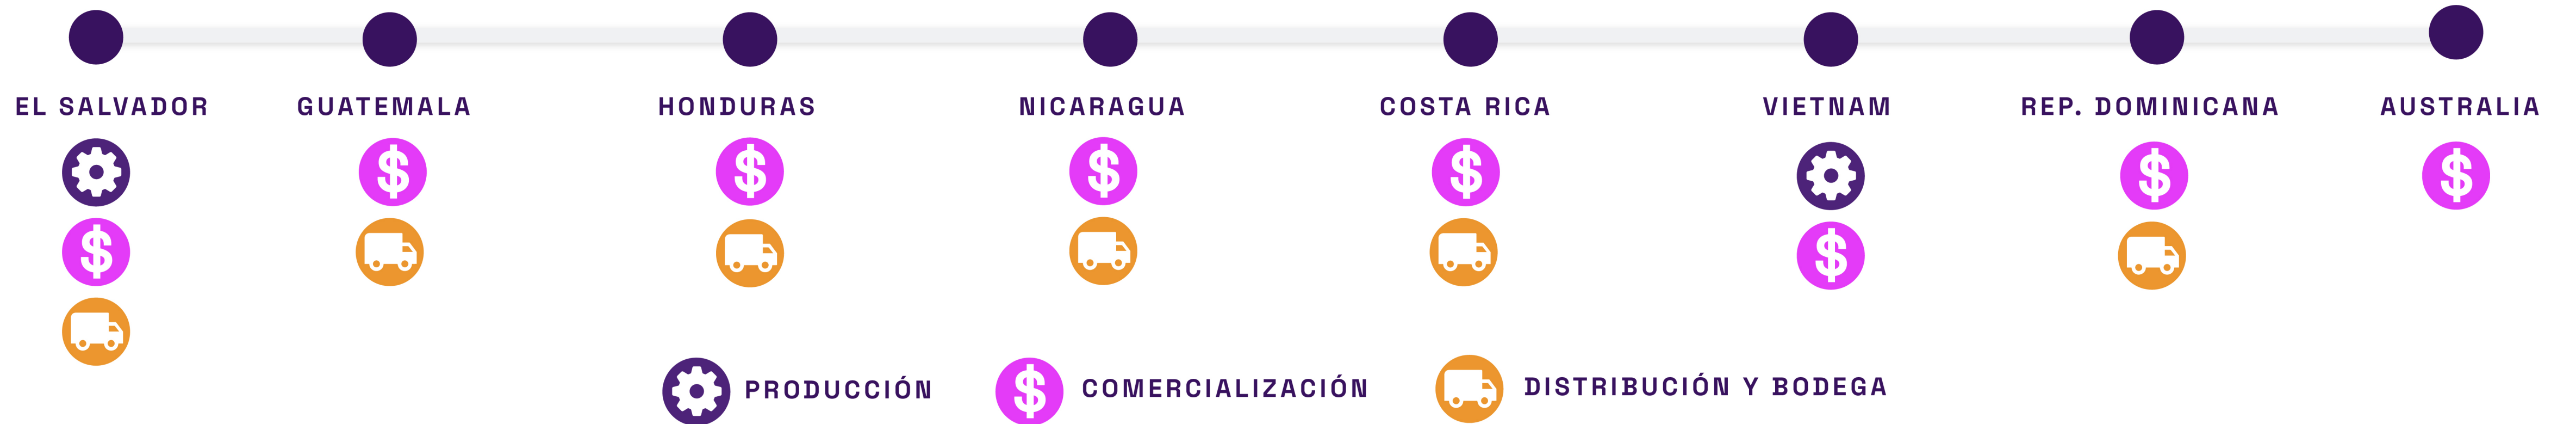 EL SALVADOR
GUATEMALA
HONDURAS
NICARAGUA
COSTA RICA
VIETNAM
REP. DOMINICANA
AUSTRALIA
PRODUCCIÓN
COMERCIALIZACIÓN
DISTRIBUCIÓN Y BODEGA